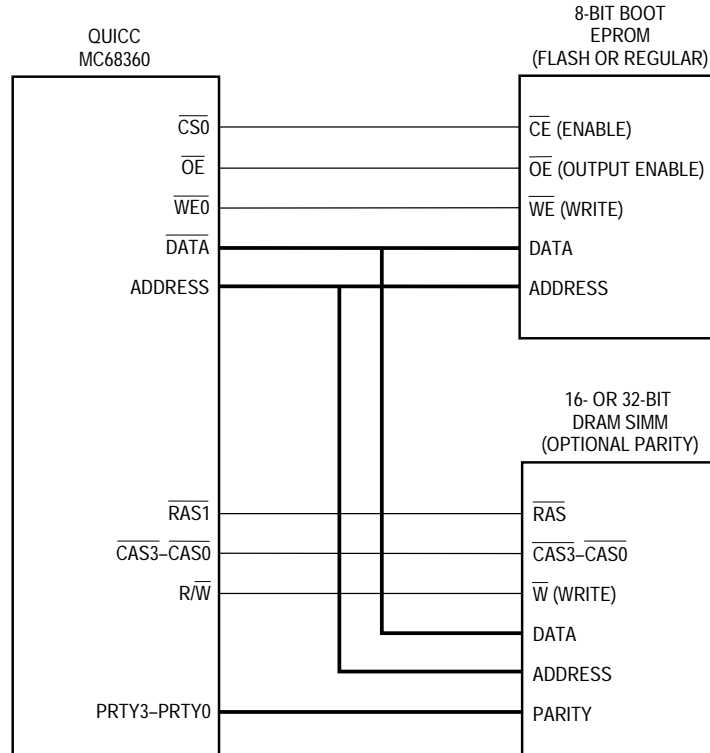 QUICC
MC68360
CS0
OE
WE0
DATA
ADDRESS
RAS1
CAS3–CAS0
R/W
PRTY3–PRTY0
8-BIT BOOT
EPROM
(FLASH OR REGULAR)
CE (ENABLE)
OE (OUTPUT ENABLE)
WE (WRITE)
DATA
ADDRESS
16- OR 32-BIT
DRAM SIMM
(OPTIONAL PARITY)
RAS
CAS3–CAS0
W (WRITE)
DATA
ADDRESS
PARITY